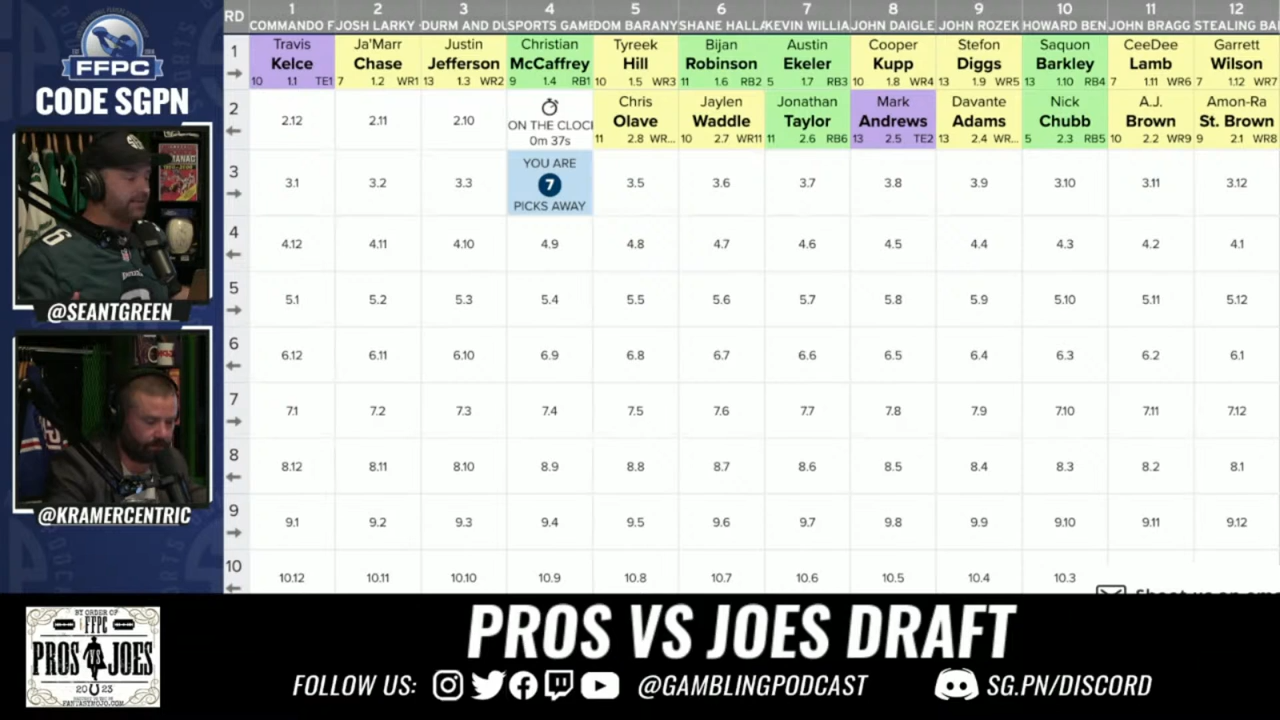 FFPC
CODE SGPN
@SEANTGREEN
@KRAMERCENTRIC
RD
1 2 3 4 5 6 7 8 9 10 11 12
COMMANDO F JOSH LARKY DURM AND DU SPORTS GAMB DOM BARANY SHANE HALLA KEVIN WILLIA JOHN DAIGLE JOHN ROZEK HOWARD BEN JOHN BRAGG STEALING BA
1
Travis Ja'Marr Justin Christian Tyreek Bijan Austin Cooper Stefon Saquon CeeDee Garrett
Kelce Chase Jefferson McCaffrey Hill Robinson Ekeler Kupp Diggs Barkley Lamb Wilson
10 1.1 TE1 7 1.2 WR1 13 1.3 WR2 9 1.4 RB1 10 1.5 WR3 11 1.6 RB2 5 1.7 RB3 10 1.8 WR4 13 1.9 WR5 13 1.10 RB4 7 1.11 WR6 7 1.12 WR7
2
2.12 2.11 2.10
ON THE CLOCK
0m 37s
Chris Jaylen Jonathan Mark Davante Nick A.J. Amon-Ra
Olave Waddle Taylor Andrews Adams Chubb Brown St. Brown
11 2.8 WR... 10 2.7 WR11 11 2.6 RB6 13 2.5 TE2 13 2.4 WR... 5 2.3 RB5 10 2.2 WR9 9 2.1 WR8
3
3.1 3.2 3.3
YOU ARE
7
PICKS AWAY
3.5 3.6 3.7 3.8 3.9 3.10 3.11 3.12
4
4.12 4.11 4.10 4.9 4.8 4.7 4.6 4.5 4.4 4.3 4.2 4.1
5
5.1 5.2 5.3 5.4 5.5 5.6 5.7 5.8 5.9 5.10 5.11 5.12
6
6.12 6.11 6.10 6.9 6.8 6.7 6.6 6.5 6.4 6.3 6.2 6.1
7
7.1 7.2 7.3 7.4 7.5 7.6 7.7 7.8 7.9 7.10 7.11 7.12
8
8.12 8.11 8.10 8.9 8.8 8.7 8.6 8.5 8.4 8.3 8.2 8.1
9
9.1 9.2 9.3 9.4 9.5 9.6 9.7 9.8 9.9 9.10 9.11 9.12
10
10.12 10.11 10.10 10.9 10.8 10.7 10.6 10.5 10.4 10.3
BY ORDER OF
FFPC
PROS VS JOES
2023
FANTASYMOJO.COM
PROS VS JOES DRAFT
FOLLOW US: @GAMBLINGPODCAST SG.PN/DISCORD